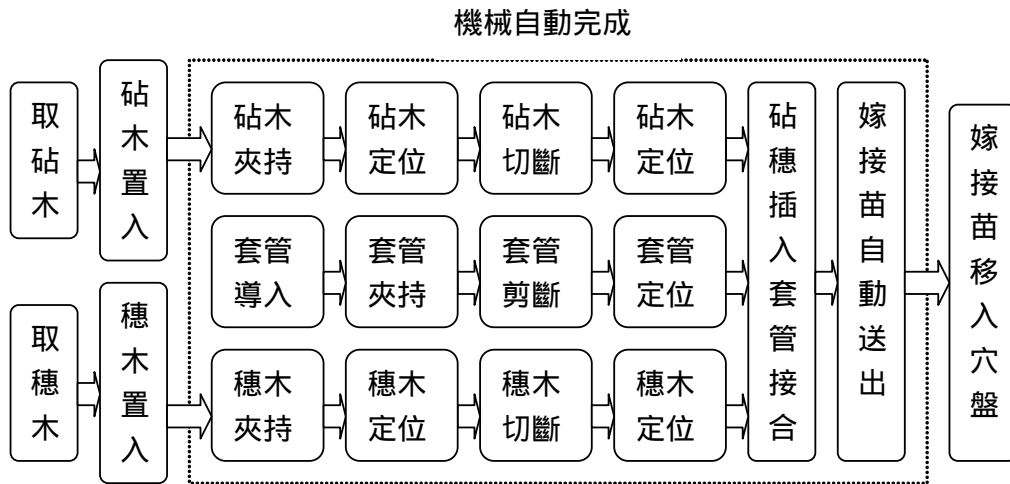 機械自動完成
取砧木
砧木置入
砧木
夾持
砧木
定位
砧木
切斷
砧木
定位
套管
導入
套管
夾持
套管
剪斷
套管
定位
取穗木
穗木置入
穗木
夾持
穗木
定位
穗木
切斷
穗木
定位
砧穗插入套管接合
嫁接苗自動送出
嫁接苗移入穴盤